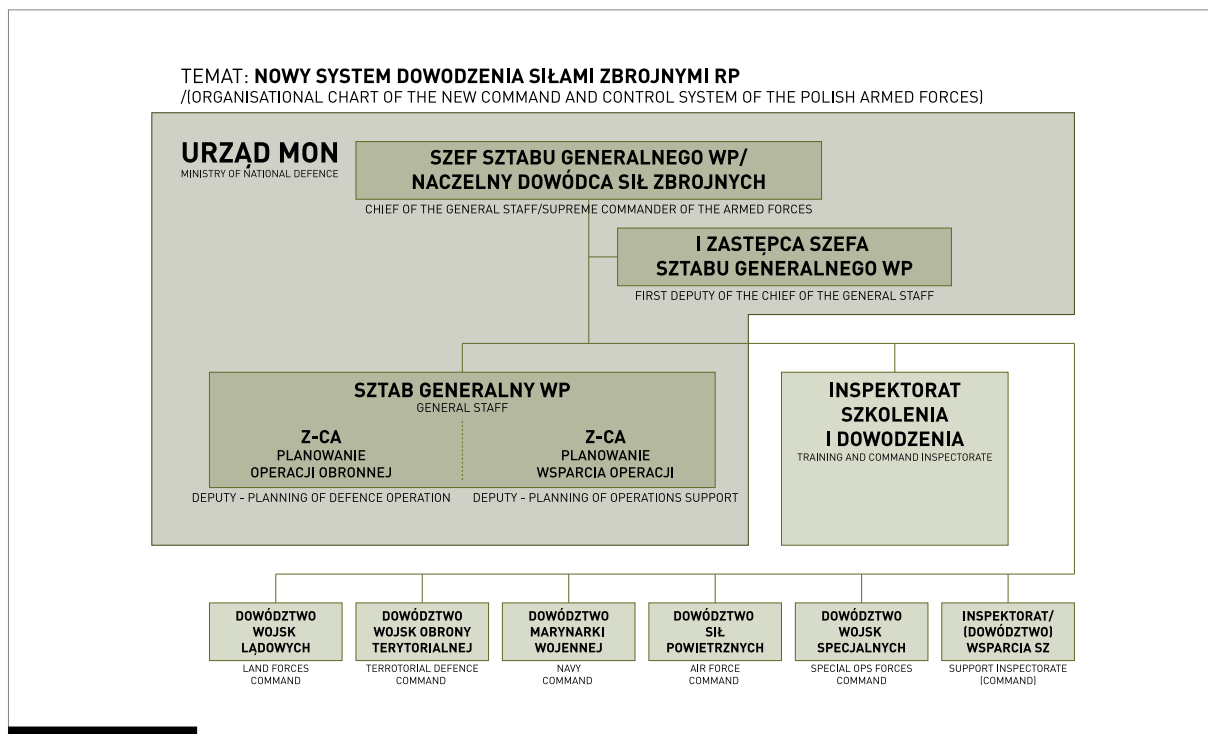 TEMAT: NOWY SYSTEM DOWODZENIA SIŁAMI ZBROJNYMI RP
/(ORGANISATIONAL CHART OF THE NEW COMMAND AND CONTROL SYSTEM OF THE POLISH ARMED FORCES)
URZĄD MON
MINISTRY OF NATIONAL DEFENCE
SZEF SZTABU GENERALNEGO WP/
NACZELNY DOWÓDCA SIŁ ZBROJNYCH
CHIEF OF THE GENERAL STAFF/SUPREME COMMANDER OF THE ARMED FORCES
I ZASTĘPCA SZEFA
SZTABU GENERALNEGO WP
FIRST DEPUTY OF THE CHIEF OF THE GENERAL STAFF
SZTAB GENERALNY WP
GENERAL STAFF
Z-CA
PLANOWANIE
OPERACJI OBRONNEJ
DEPUTY - PLANNING OF DEFENCE OPERATION
Z-CA
PLANOWANIE
WSPARCIA OPERACJI
DEPUTY - PLANNING OF OPERATIONS SUPPORT
INSPEKTORAT
SZKOLENIA
I DOWODZENIA
TRAINING AND COMMAND INSPECTORATE
DOWÓDZTWO
WOJSK
LĄDOWYCH
LAND FORCES
COMMAND
DOWÓDZTWO
WOJSK OBRONY
TERYTORIALNEJ
TERROTORIAL DEFENCE
COMMAND
DOWÓDZTWO
MARYNARKI
WOJENNEJ
NAVY
COMMAND
DOWÓDZTWO
SIŁ
POWIETRZNYCH
AIR FORCE
COMMAND
DOWÓDZTWO
WOJSK
SPECJALNYCH
SPECIAL OPS FORCES
COMMAND
INSPEKTORAT/
(DOWÓDZTWO)
WSPARCIA SZ
SUPPORT INSPECTORATE
(COMMAND)